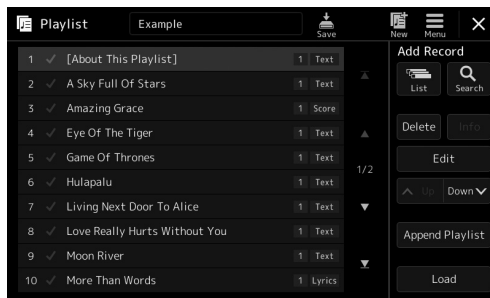 Playlist
Example
Save
New
Menu
1 [About This Playlist] 1 Text
2 A Sky Full Of Stars 1 Text
3 Amazing Grace 1 Score
4 Eye Of The Tiger 1 Text
5 Game Of Thrones 1 Text
6 Hulapalu 1 Text
7 Living Next Door To Alice 1 Text
8 Love Really Hurts Without You 1 Text
9 Moon River 1 Text
10 More Than Words 1 Lyrics
1/2
Add Record
List
Search
Delete
Info
Edit
Up
Down
Append Playlist
Load